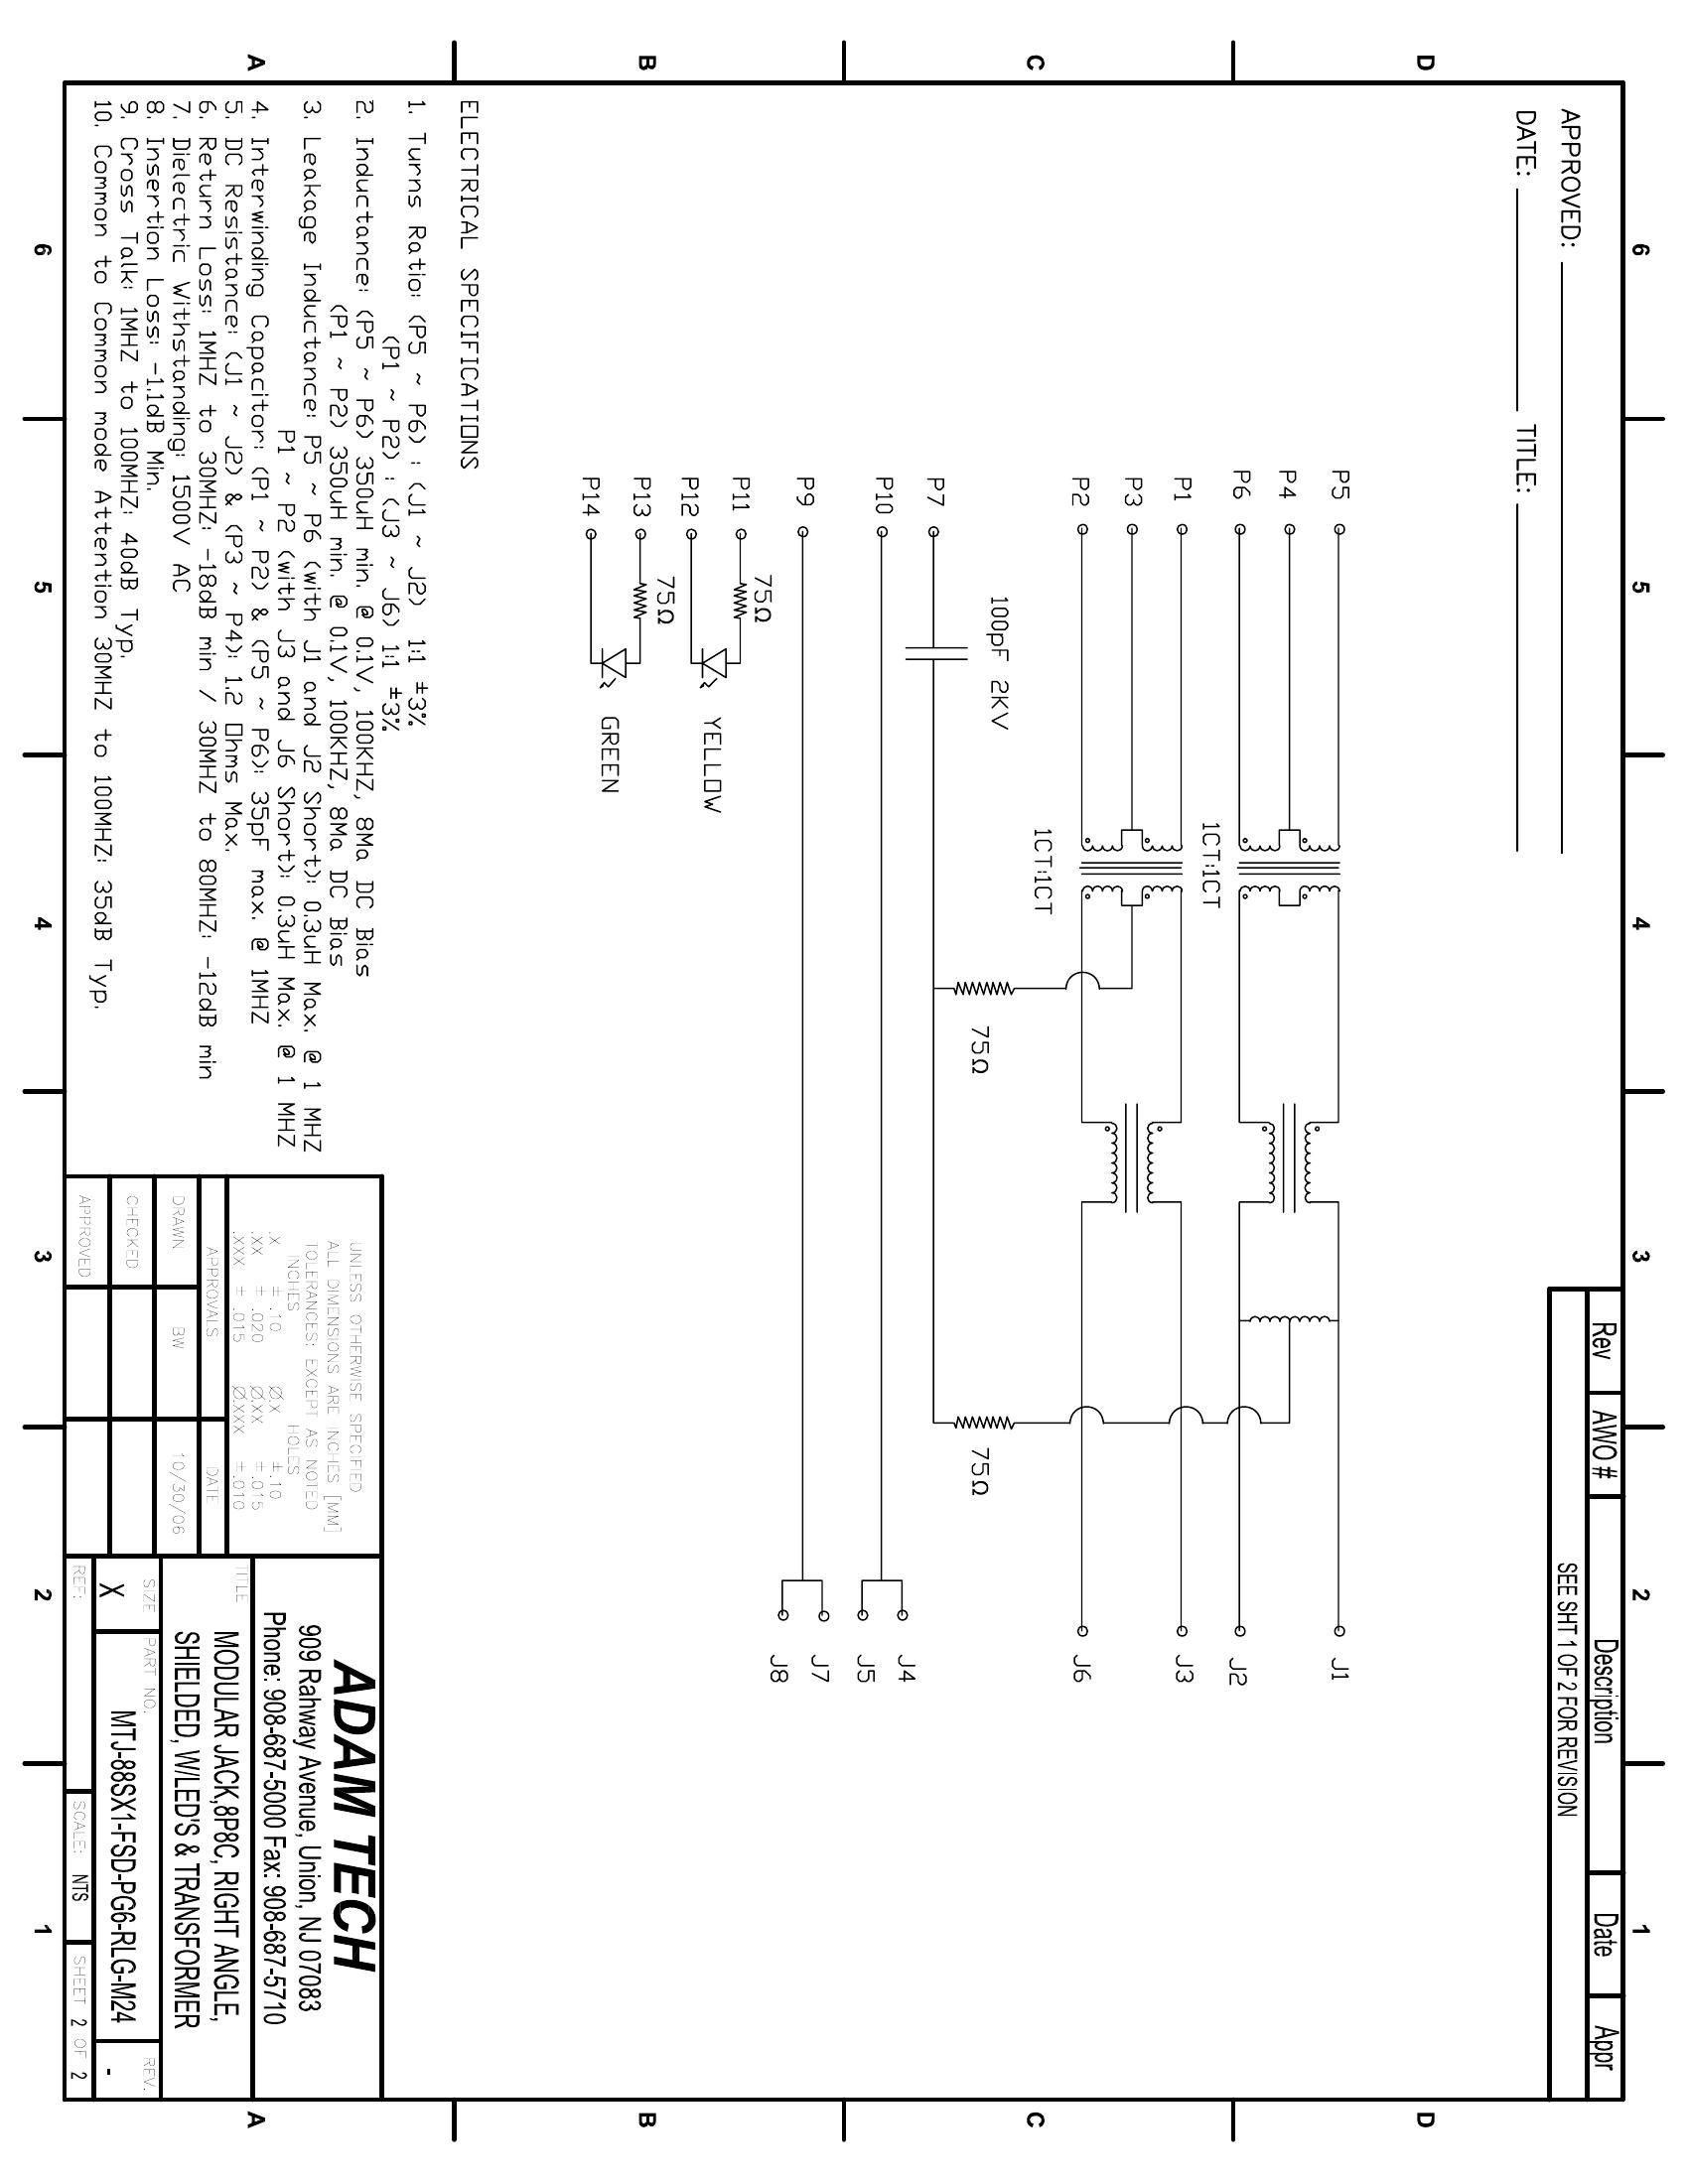 6
5
4
3
2
1
D
C
B
A
D
C
B
A
6
5
4
3
2
1
APPROVED:
DATE: TITLE:
Rev AWO # Description Date Appr
SEE SHT 1 OF 2 FOR REVISION
P5
P4
P6
1CT:1CT
J1
J2
P1
P3
P2
1CT:1CT
J3
J6
100pF 2KV
75Ω
75Ω
P7
P10
J4
J5
P9
J7
J8
75Ω
P11
P12
YELLOW
75Ω
P13
P14
GREEN
ELECTRICAL SPECIFICATIONS
1. Turns Ratio: (P5 ~ P6) : (J1 ~ J2) 1:1 ±3%
(P1 ~ P2) : (J3 ~ J6) 1:1 ±3%
2. Inductance: (P5 ~ P6) 350uH min. @ 0.1V, 100KHZ, 8Ma DC Bias
(P1 ~ P2) 350uH min. @ 0.1V, 100KHZ, 8Ma DC Bias
3. Leakage Inductance: P5 ~ P6 (with J1 and J2 Short): 0.3uH Max. @ 1 MHZ
P1 ~ P2 (with J3 and J6 Short): 0.3uH Max. @ 1 MHZ
4. Interwinding Capacitor: (P1 ~ P2) & (P5 ~ P6): 35pF max. @ 1MHZ
5. DC Resistance: (J1 ~ J2) & (P3 ~ P4): 1.2 Ohms Max.
6. Return Loss: 1MHZ to 30MHZ: -18dB min / 30MHZ to 80MHZ: -12dB min
7. Dielectric Withstanding: 1500V AC
8. Insertion Loss: -1.1dB Min.
9. Cross Talk: 1MHZ to 100MHZ: 40dB Typ.
10. Common to Common mode Attention 30MHZ to 100MHZ: 35dB Typ.
UNLESS OTHERWISE SPECIFIED
ALL DIMENSIONS ARE INCHES [MM]
TOLERANCES: EXCEPT AS NOTED
INCHES HOLES
.X ± .10 Ø.X ±.10
.XX ± .020 Ø.XX ±.015
.XXX ± .015 Ø.XXX ±.010
APPROVALS DATE
DRAWN BW 10/30/06
CHECKED
APPROVED
ADAM TECH
909 Rahway Avenue, Union, NJ 07083
Phone: 908-687-5000 Fax: 908-687-5710
TITLE
MODULAR JACK,8P8C, RIGHT ANGLE,
SHIELDED, W/LED'S & TRANSFORMER
SIZE PART NO. REV.
X MTJ-88SX1-FSD-PG6-RLG-M24 -
REF: SCALE: NTS SHEET 2 OF 2